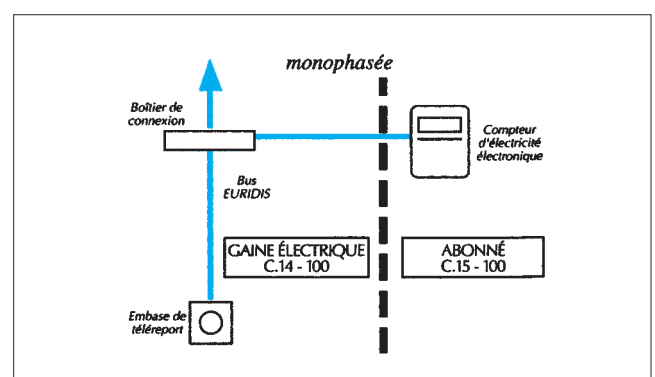 monophasée
Boîtier de
connexion
Compteur
d'électricité
électronique
Bus
EURIDIS
GAINE ÉLECTRIQUE
C.14 - 100
ABONNÉ
C.15 - 100
Embase de
téléreport